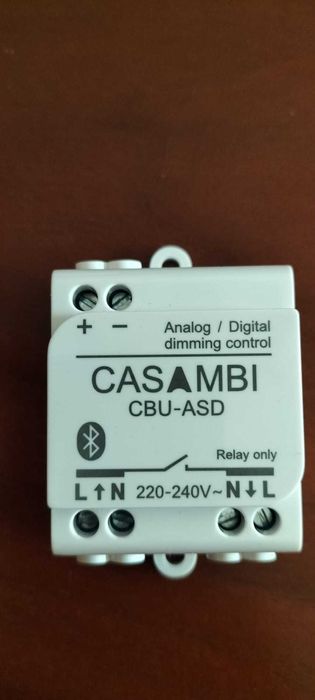 + − Analog / Digital
dimming control
CASAMBI
CBU-ASD
Relay only
L↑N 220-240V~ N↓L